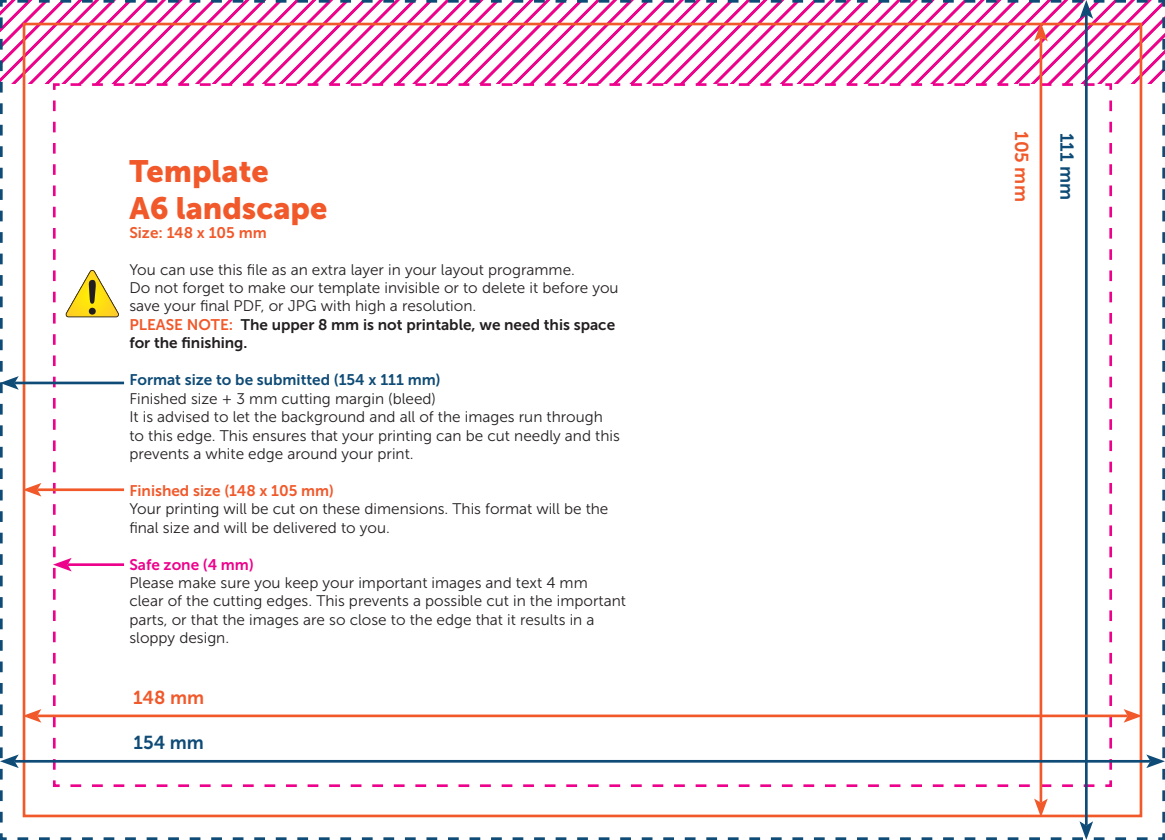 Template
A6 landscape
Size: 148 x 105 mm
You can use this file as an extra layer in your layout programme.
Do not forget to make our template invisible or to delete it before you
save your final PDF, or JPG with high a resolution.
PLEASE NOTE: The upper 8 mm is not printable, we need this space
for the finishing.
Format size to be submitted (154 x 111 mm)
Finished size + 3 mm cutting margin (bleed)
It is advised to let the background and all of the images run through
to this edge. This ensures that your printing can be cut needly and this
prevents a white edge around your print.
Finished size (148 x 105 mm)
Your printing will be cut on these dimensions. This format will be the
final size and will be delivered to you.
Safe zone (4 mm)
Please make sure you keep your important images and text 4 mm
clear of the cutting edges. This prevents a possible cut in the important
parts, or that the images are so close to the edge that it results in a
sloppy design.
148 mm
154 mm
105 mm
111 mm